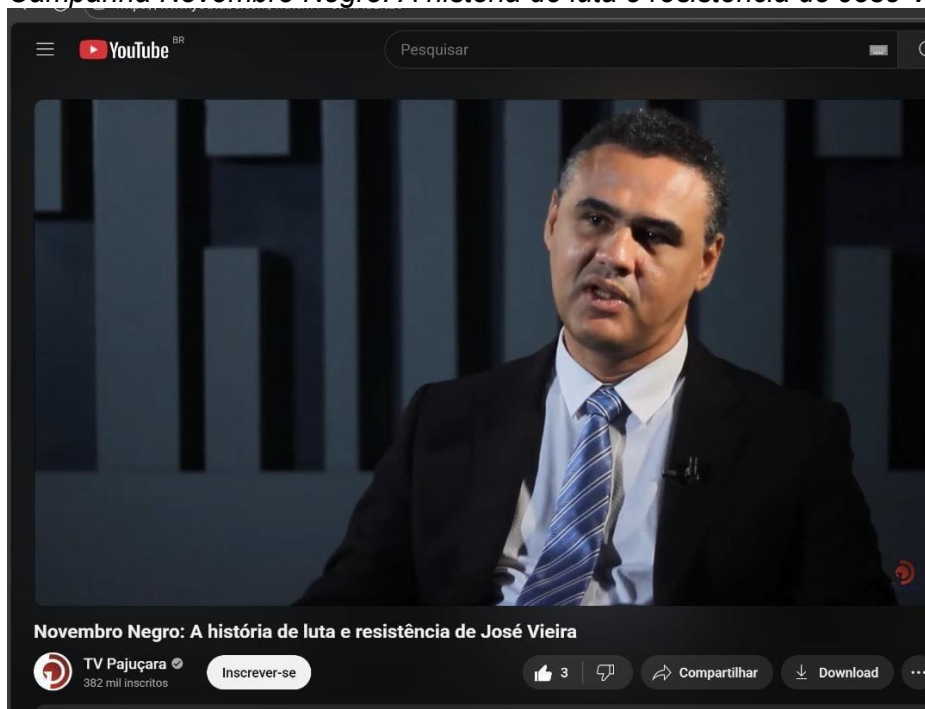 Campanha Novembro Negro: A história de luta e resistência de José V
YouTube BR
Pesquisar
Novembro Negro: A história de luta e resistência de José Vieira
TV Pajuçara
382 mil inscritos
Inscrever-se
3
Compartilhar
Download